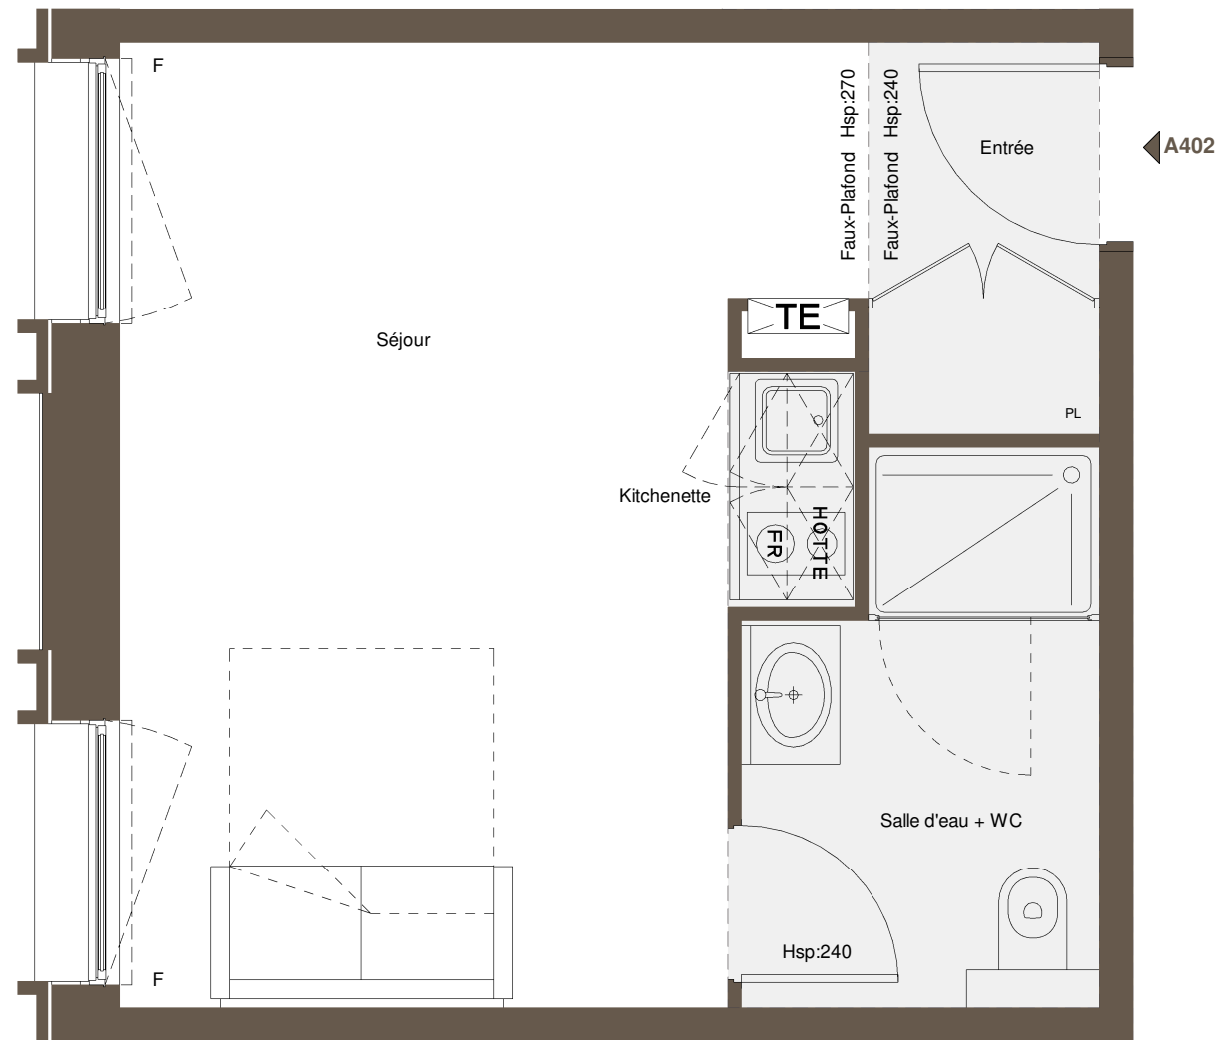 F
Faux-Plafond Hsp:270
Faux-Plafond Hsp:240
Entrée
A402
TE
Séjour
PL
Kitchenette
HOTTE
FR
Salle d'eau + WC
Hsp:240
F